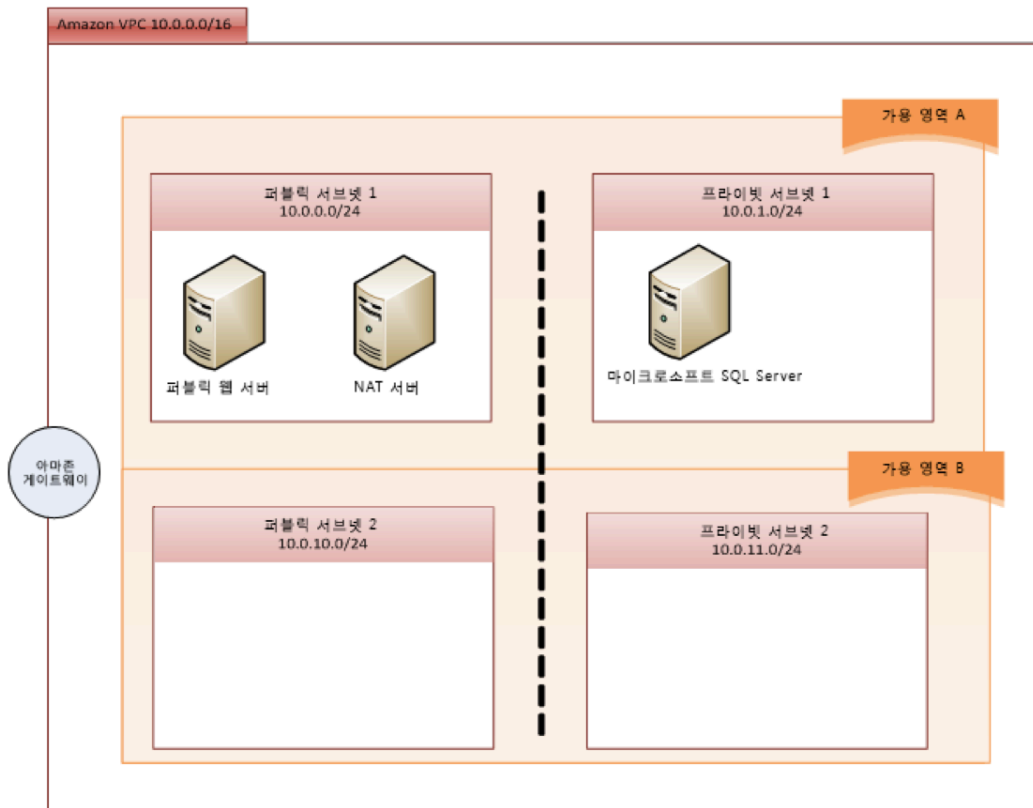 Amazon VPC 10.0.0.0/16
가용 영역 A
퍼블릭 서브넷 1
10.0.0.0/24
프라이빗 서브넷 1
10.0.1.0/24
퍼블릭 웹 서버
NAT 서버
마이크로소프트 SQL Server
아마존
게이트웨이
가용 영역 B
퍼블릭 서브넷 2
10.0.10.0/24
프라이빗 서브넷 2
10.0.11.0/24